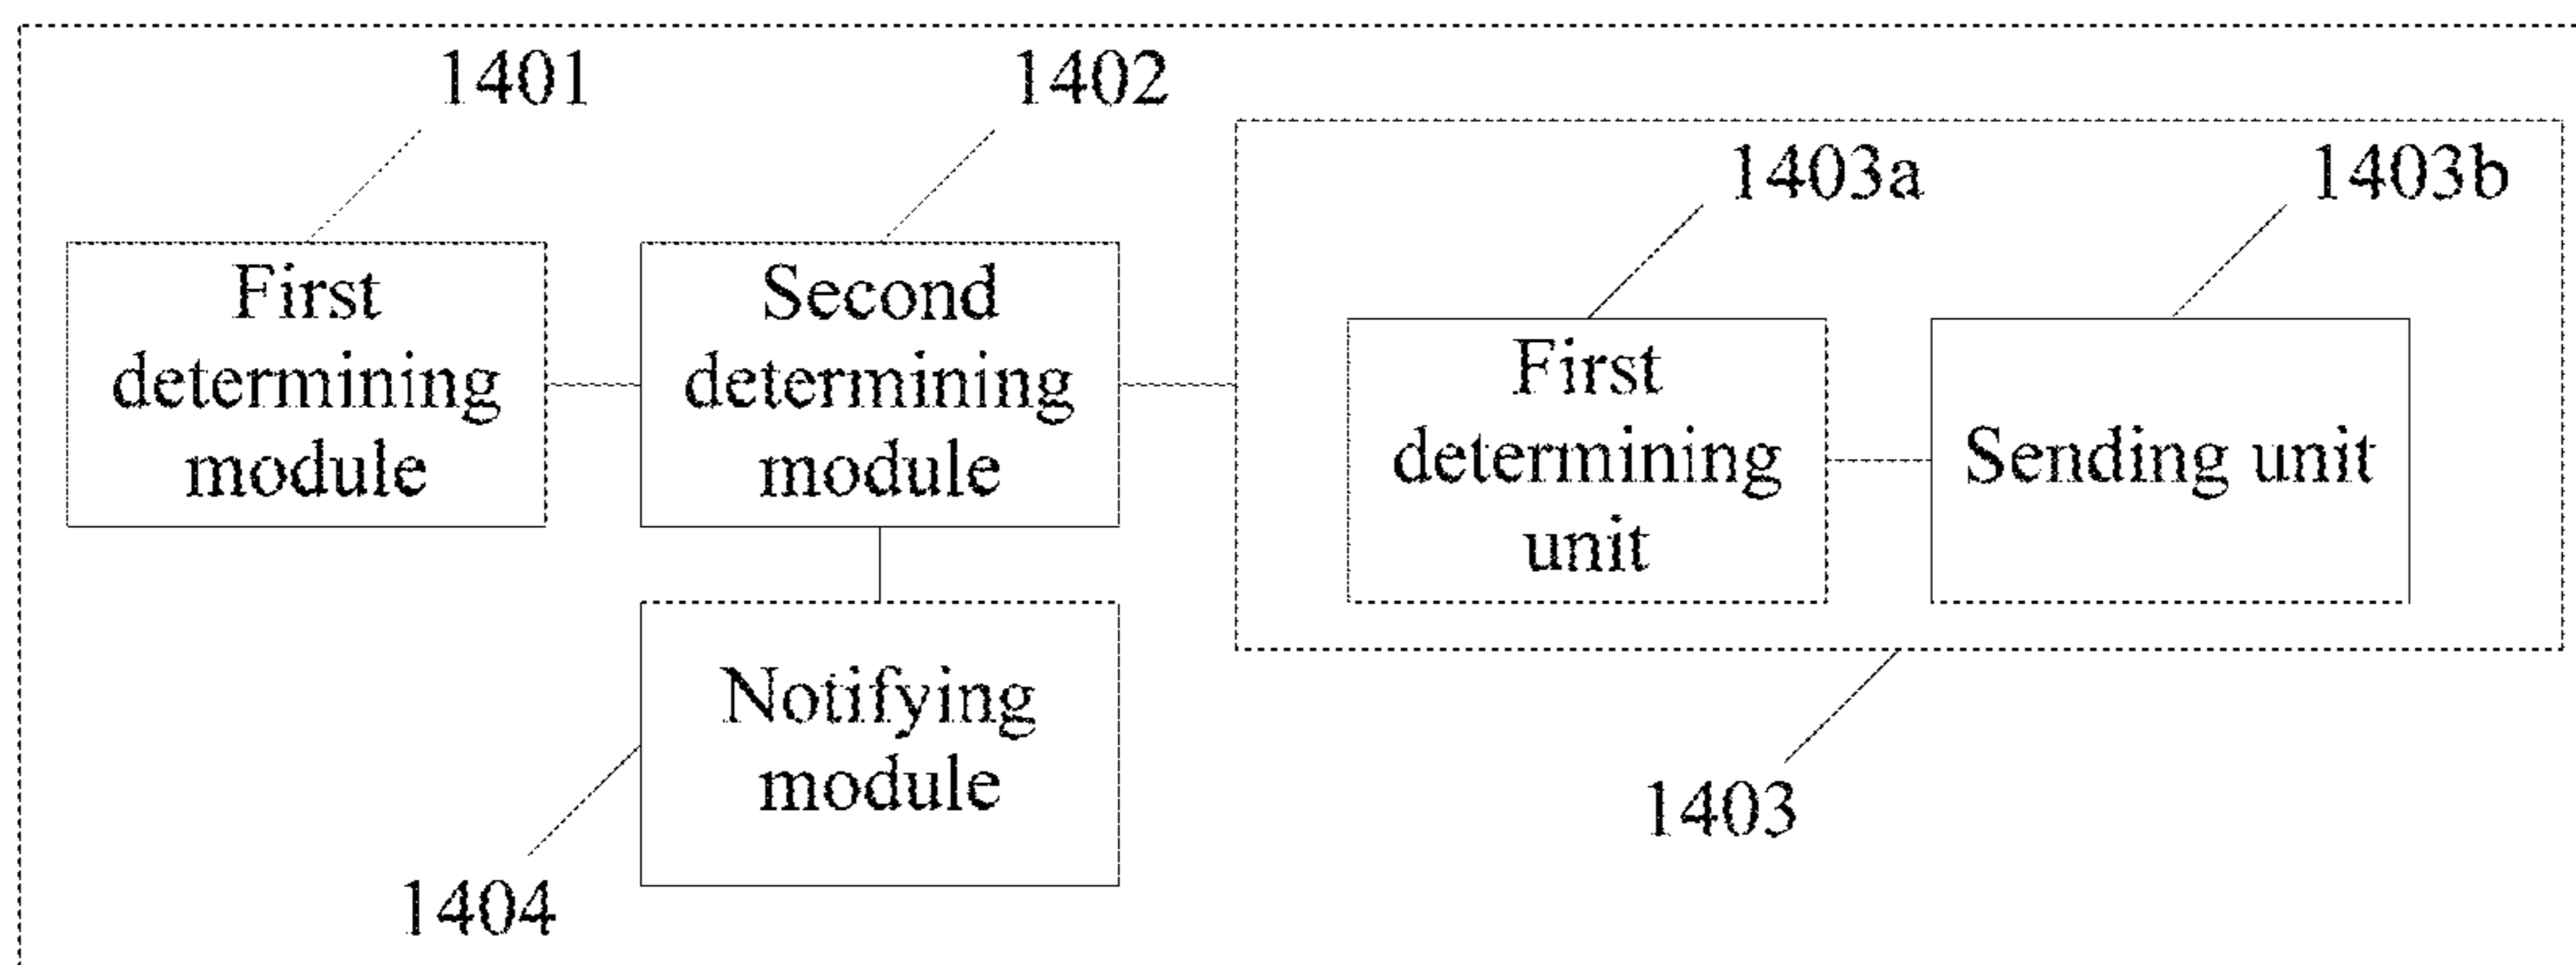 1401
1402
1403a
1403b
First
determining
module
Second
determining
module
First
determining
unit
Sending unit
Notifying
module
1403
1404